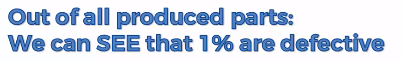 Out of all produced parts:
We can SEE that 1% are defective